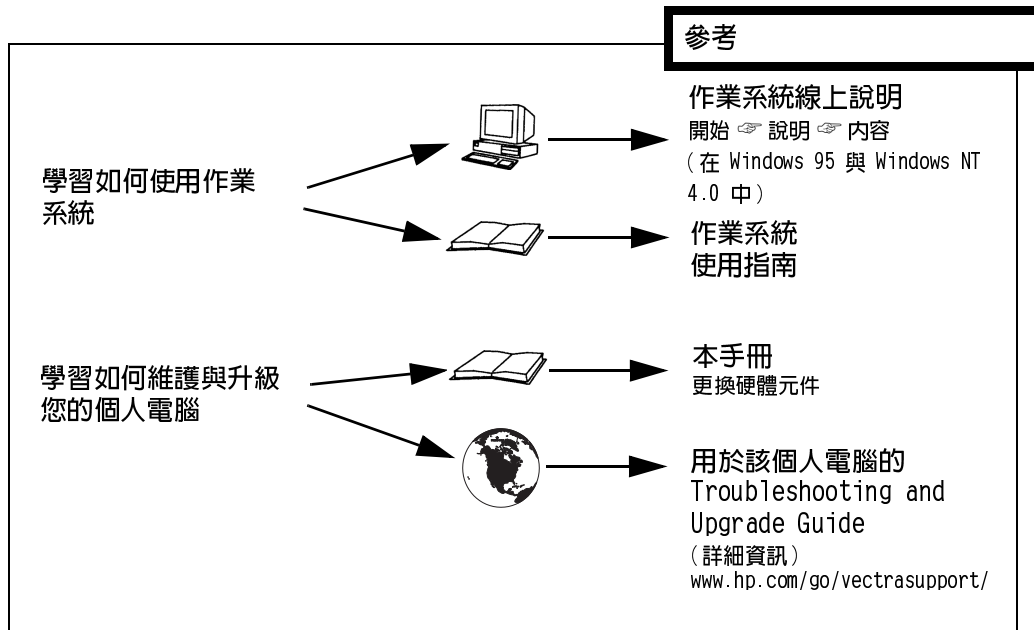 參考
學習如何使用作業
系統
作業系統線上說明
開始 ☞ 說明 ☞ 內容
(在 Windows 95 與 Windows NT
4.0 中)
作業系統
使用指南
學習如何維護與升級
您的個人電腦
本手冊
更換硬體元件
用於該個人電腦的
Troubleshooting and
Upgrade Guide
(詳細資訊)
www.hp.com/go/vectrasupport/